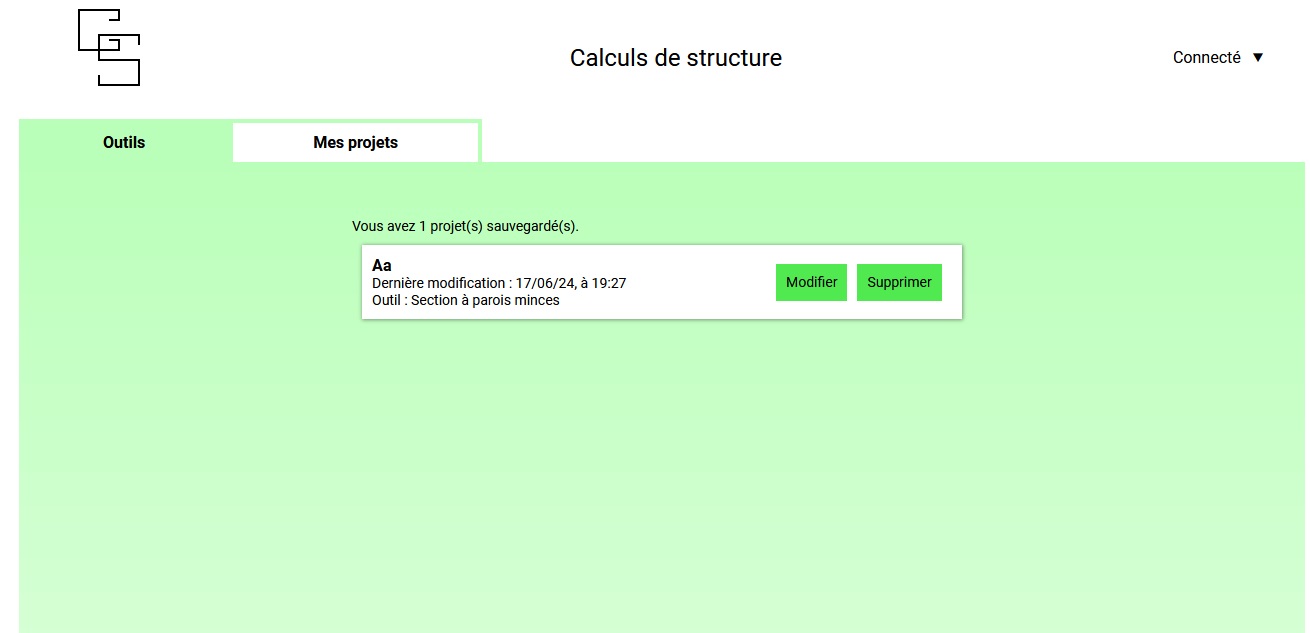 CS
Calculs de structure
Connecté ▼
Outils
Mes projets
Vous avez 1 projet(s) sauvegardé(s).
Aa
Dernière modification : 17/06/24, à 19:27
Outil : Section à parois minces
Modifier
Supprimer